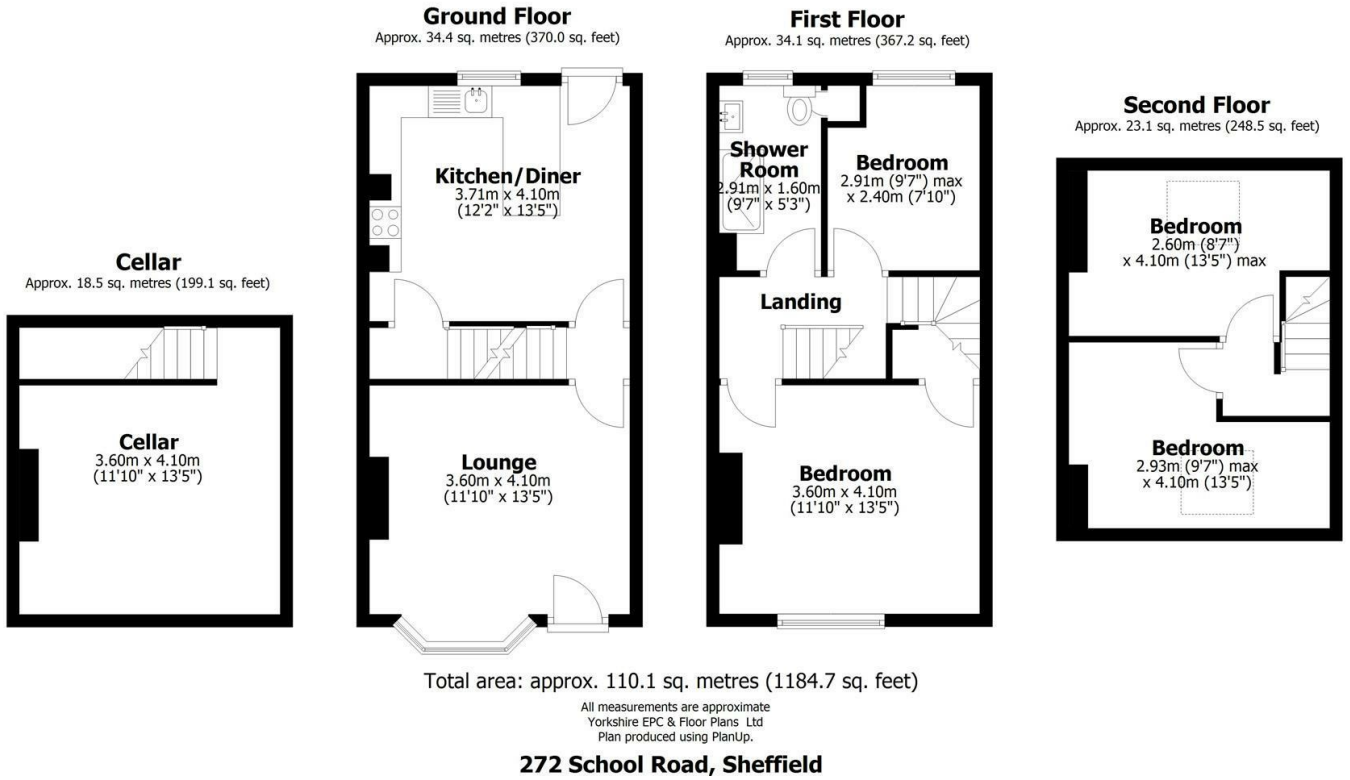 Ground Floor
Approx. 34.4 sq. metres (370.0 sq. feet)
Kitchen/Diner
3.71m x 4.10m
(12'2" x 13'5")
Lounge
3.60m x 4.10m
(11'10" x 13'5")
First Floor
Approx. 34.1 sq. metres (367.2 sq. feet)
Shower
Room
2.91m x 1.60m
(9'7" x 5'3")
Bedroom
2.91m (9'7") max
x 2.40m (7'10")
Landing
Bedroom
3.60m x 4.10m
(11'10" x 13'5")
Second Floor
Approx. 23.1 sq. metres (248.5 sq. feet)
Bedroom
2.60m (8'7")
x 4.10m (13'5") max
Bedroom
2.93m (9'7") max
x 4.10m (13'5")
Cellar
Approx. 18.5 sq. metres (199.1 sq. feet)
Cellar
3.60m x 4.10m
(11'10" x 13'5")
Total area: approx. 110.1 sq. metres (1184.7 sq. feet)
All measurements are approximate
Yorkshire EPC & Floor Plans Ltd
Plan produced using PlanUp.
272 School Road, Sheffield